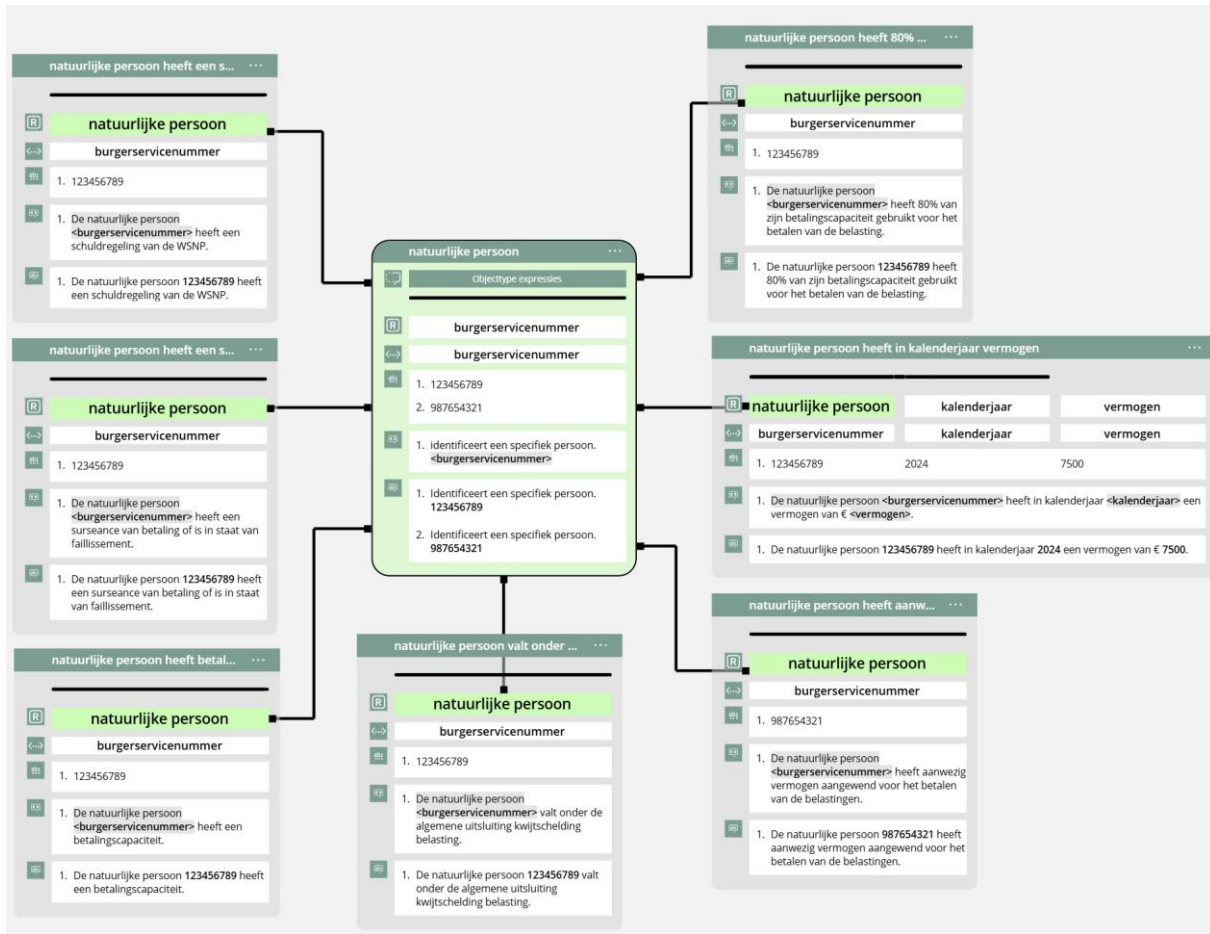 natuurlijke persoon heeft een s... ...
natuurlijke persoon
burgerservicenummer
1. 123456789
1. De natuurlijke persoon
<burgerservicenummer> heeft een
schuldregeling van de WSNP.
1. De natuurlijke persoon 123456789 heeft
een schuldregeling van de WSNP.
natuurlijke persoon heeft een s... ...
natuurlijke persoon
burgerservicenummer
1. 123456789
1. De natuurlijke persoon
<burgerservicenummer> heeft een
surseance van betaling of is in staat van
faillissement.
1. De natuurlijke persoon 123456789 heeft
een surseance van betaling of is in staat
van faillissement.
natuurlijke persoon heeft betal... ...
natuurlijke persoon
burgerservicenummer
1. 123456789
1. De natuurlijke persoon
<burgerservicenummer> heeft een
betalingscapaciteit.
1. De natuurlijke persoon 123456789 heeft
een betalingscapaciteit.
natuurlijke persoon ...
Objecttype expressies
R burgerservicenummer
burgerservicenummer
1. 123456789
2. 987654321
1. identificeert een specifiek persoon.
<burgerservicenummer>
1. Identificeert een specifiek persoon.
123456789
2. Identificeert een specifiek persoon.
987654321
natuurlijke persoon valt onder ... ...
natuurlijke persoon
burgerservicenummer
1. 123456789
1. De natuurlijke persoon
<burgerservicenummer> valt onder de
algemene uitsluiting kwijtschelding
belasting.
1. De natuurlijke persoon 123456789 valt
onder de algemene uitsluiting
kwijtschelding belasting.
natuurlijke persoon heeft 80% ... ...
natuurlijke persoon
burgerservicenummer
1. 123456789
1. De natuurlijke persoon
<burgerservicenummer> heeft 80% van
zijn betalingscapaciteit gebruikt voor het
betalen van de belasting.
1. De natuurlijke persoon 123456789 heeft
80% van zijn betalingscapaciteit gebruikt
voor het betalen van de belasting.
natuurlijke persoon heeft in kalenderjaar vermogen ...
natuurlijke persoon kalenderjaar vermogen
burgerservicenummer kalenderjaar vermogen
1. 123456789 2024 7500
1. De natuurlijke persoon <burgerservicenummer> heeft in kalenderjaar <kalenderjaar> een
vermogen van € <vermogen>.
1. De natuurlijke persoon 123456789 heeft in kalenderjaar 2024 een vermogen van € 7500.
natuurlijke persoon heeft aanw... ...
natuurlijke persoon
burgerservicenummer
1. 987654321
1. De natuurlijke persoon
<burgerservicenummer> heeft aanwezig
vermogen aangewend voor het betalen
van de belastingen.
1. De natuurlijke persoon 987654321 heeft
aanwezig vermogen aangewend voor het
betalen van de belastingen.